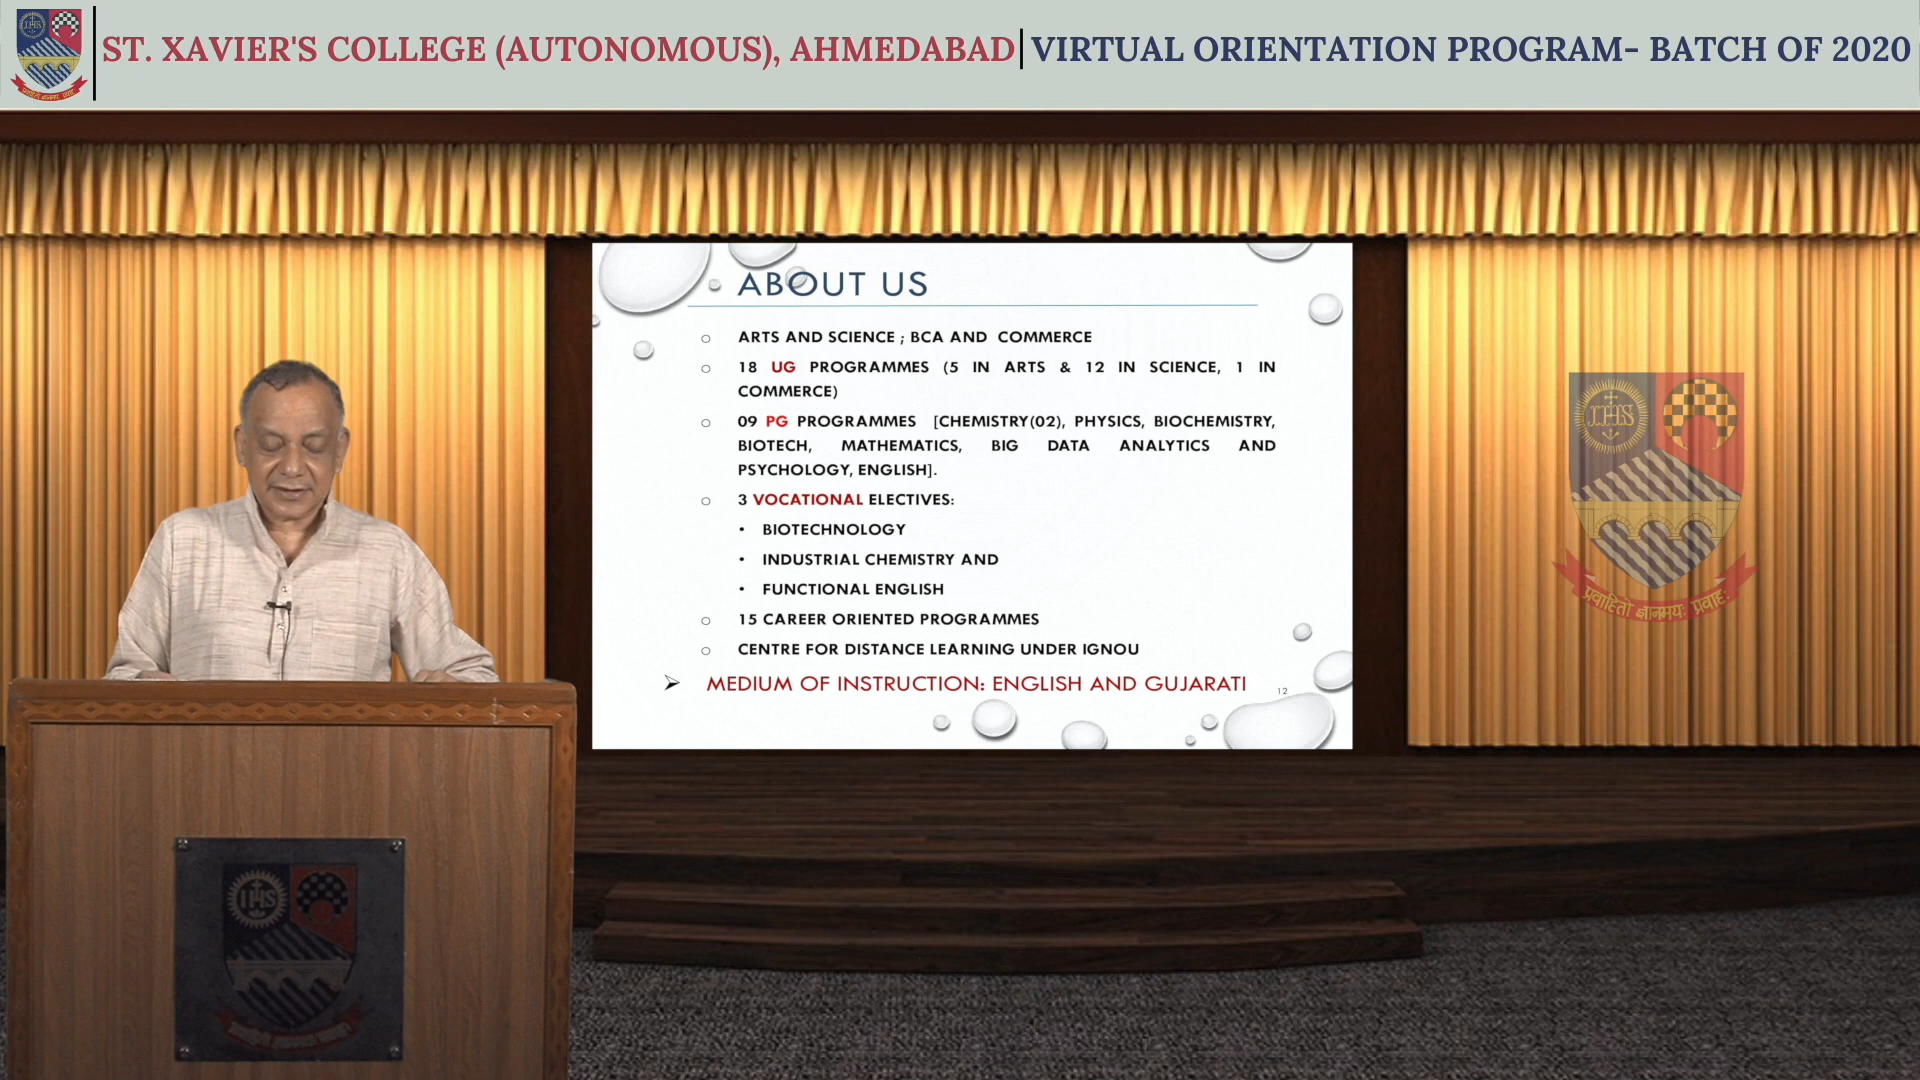 ST. XAVIER'S COLLEGE (AUTONOMOUS), AHMEDABAD VIRTUAL ORIENTATION PROGRAM- BATCH OF 2020
ABOUT US
ARTS AND SCIENCE ; BCA AND COMMERCE
18 UG PROGRAMMES (5 IN ARTS & 12 IN SCIENCE, 1 IN
COMMERCE)
09 PG PROGRAMMES [CHEMISTRY(02), PHYSICS, BIOCHEMISTRY,
BIOTECH, MATHEMATICS, BIG DATA ANALYTICS AND
PSYCHOLOGY, ENGLISH].
3 VOCATIONAL ELECTIVES:
• BIOTECHNOLOGY
• INDUSTRIAL CHEMISTRY AND
• FUNCTIONAL ENGLISH
15 CAREER ORIENTED PROGRAMMES
CENTRE FOR DISTANCE LEARNING UNDER IGNOU
MEDIUM OF INSTRUCTION: ENGLISH AND GUJARATI
12
IHS
प्रवाहितो ज्ञानमयः प्रवाहः
IHS